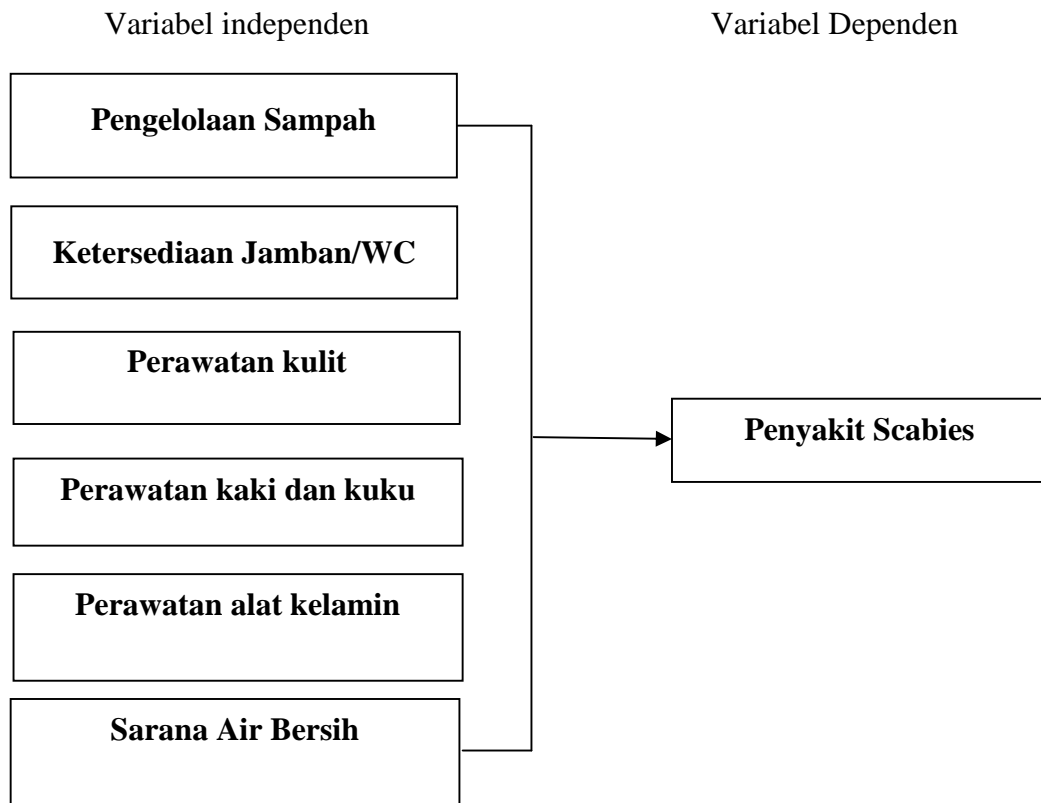 Variabel independen
Variabel Dependen
Pengelolaan Sampah
Ketersediaan Jamban/WC
Perawatan kulit
Penyakit Scabies
Perawatan kaki dan kuku
Perawatan alat kelamin
Sarana Air Bersih